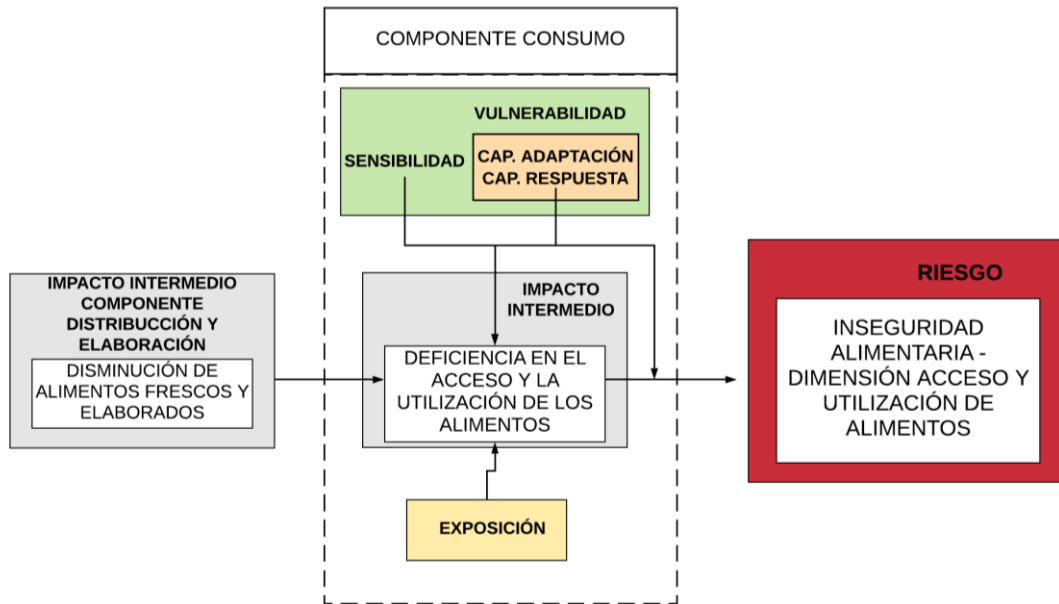 COMPONENTE CONSUMO
VULNERABILIDAD
SENSIBILIDAD
CAP. ADAPTACIÓN
CAP. RESPUESTA
IMPACTO INTERMEDIO
COMPONENTE
DISTRIBUCCIÓN Y
ELABORACIÓN
DISMINUCIÓN DE
ALIMENTOS FRESCOS Y
ELABORADOS
IMPACTO
INTERMEDIO
DEFICIENCIA EN EL
ACCESO Y LA
UTILIZACIÓN DE LOS
ALIMENTOS
EXPOSICIÓN
RIESGO
INSEGURIDAD
ALIMENTARIA -
DIMENSIÓN ACCESO Y
UTILIZACIÓN DE
ALIMENTOS